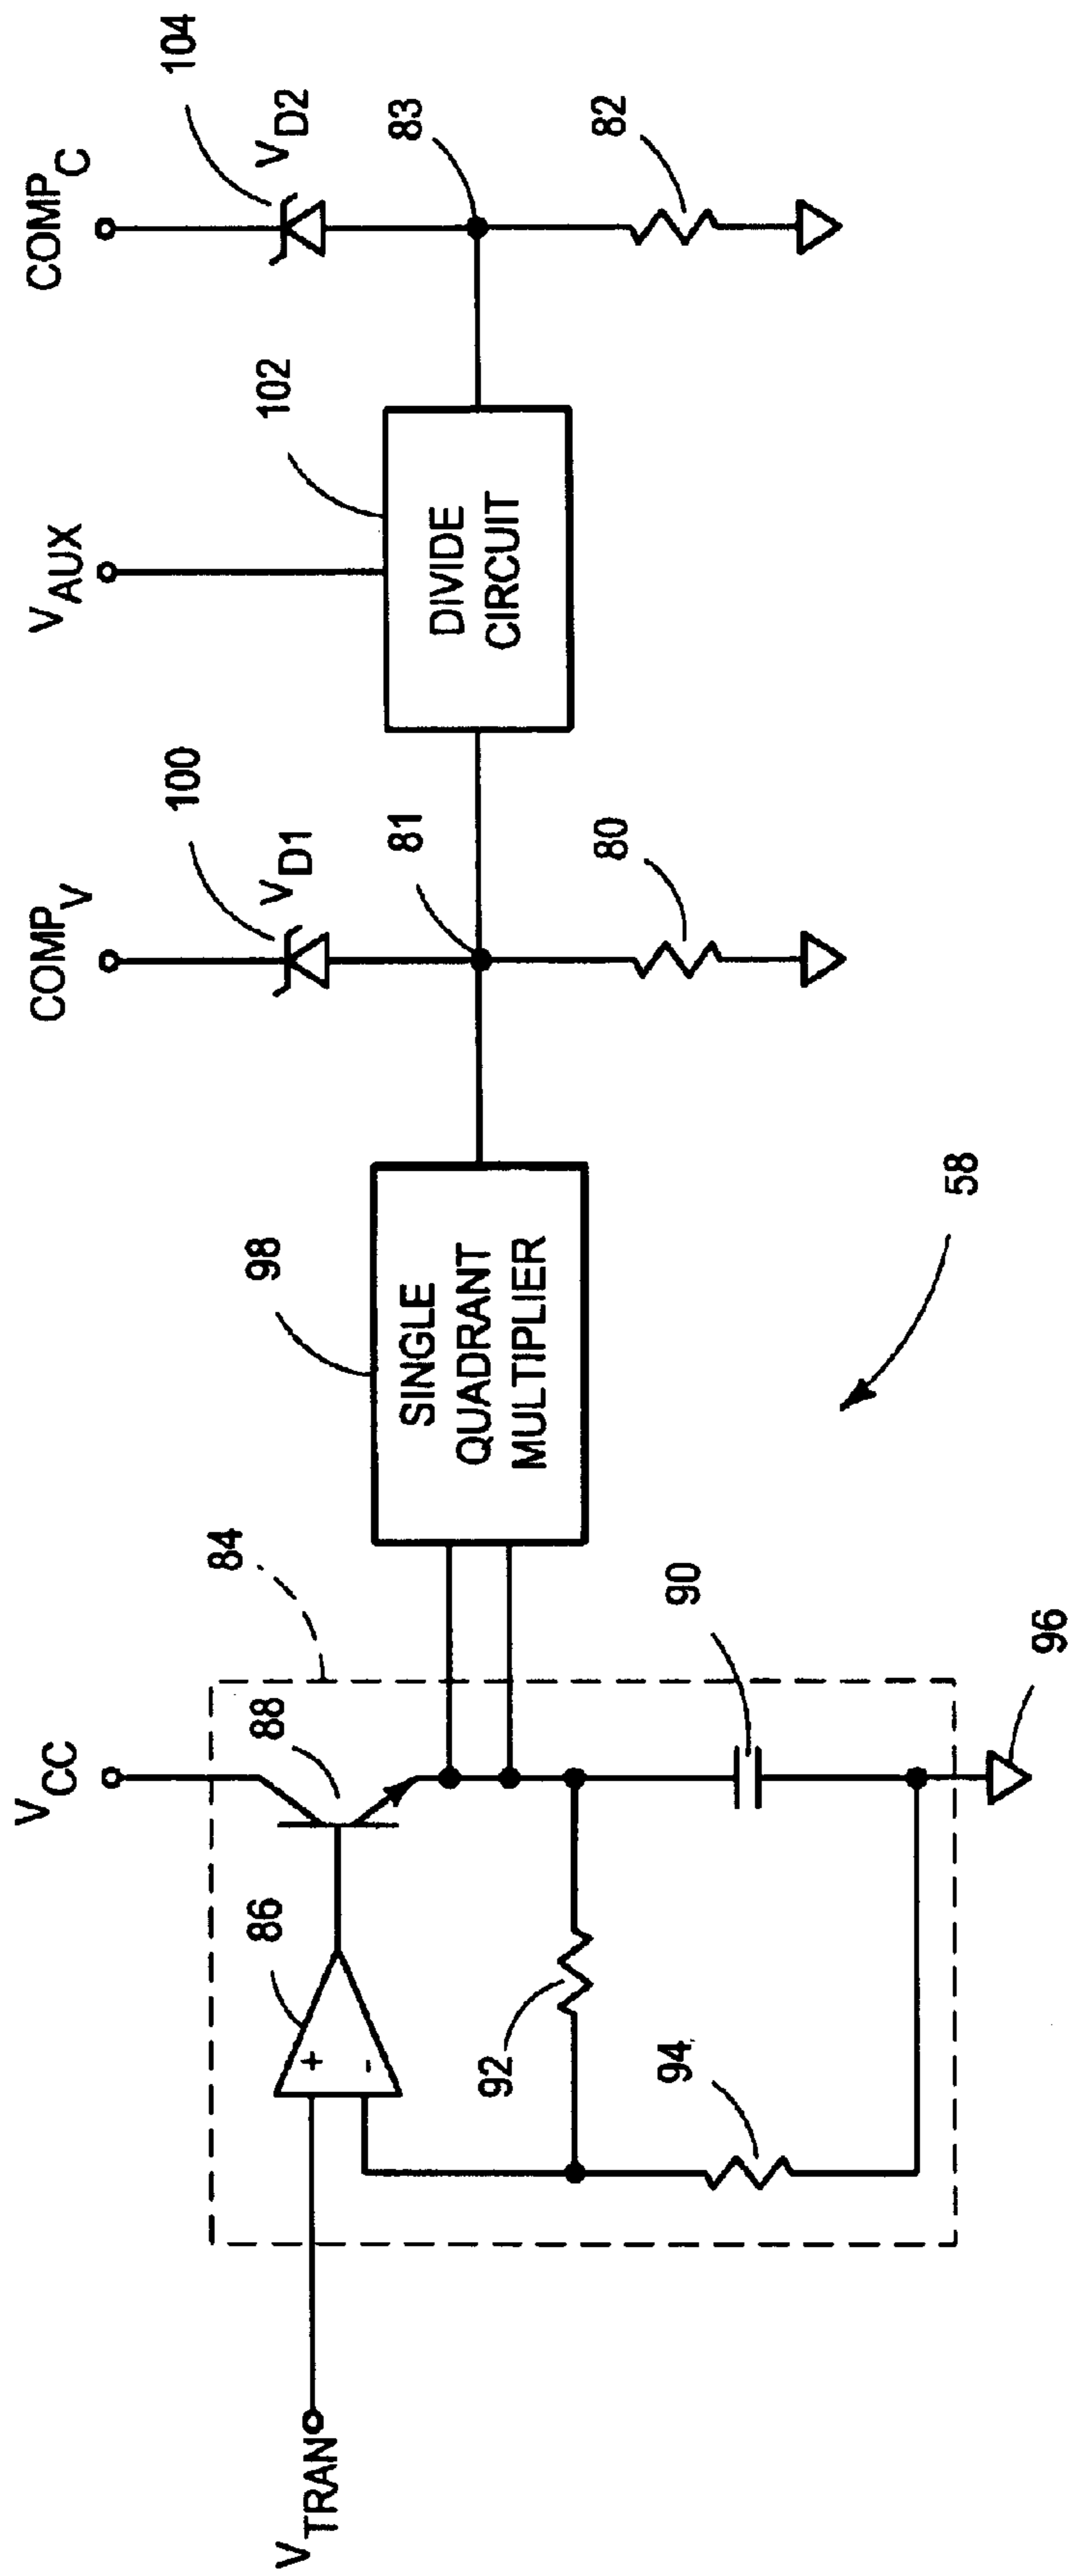 V_TRAN
V_CC
86
+
-
88
84
92
94
90
96
98
SINGLE
QUADRANT
MULTIPLIER
58
COMP_V
100
V_D1
81
80
V_AUX
102
DIVIDE
CIRCUIT
COMP_C
104
V_D2
83
82